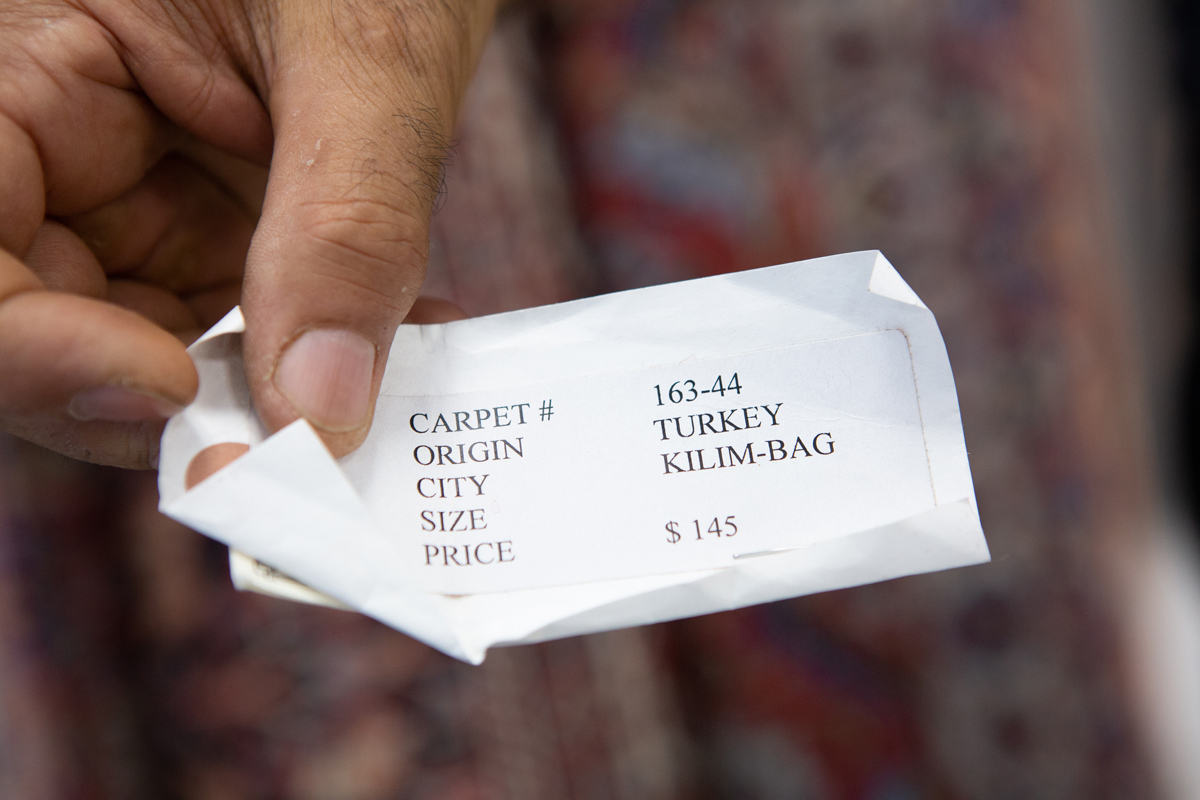 CARPET # 163-44
ORIGIN TURKEY
CITY KILIM-BAG
SIZE
PRICE $ 145